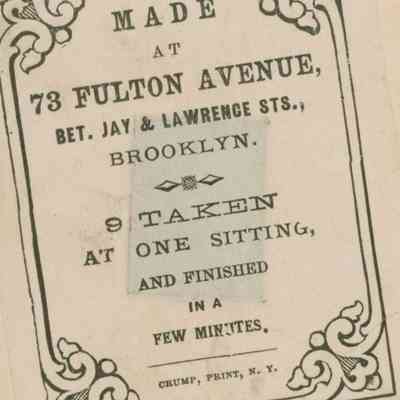 MADE
AT
73 FULTON AVENUE,
BET. JAY & LAWRENCE STS.,
BROOKLYN.
9 TAKEN
AT ONE SITTING,
AND FINISHED
IN A
FEW MINUTES.
CRUMP, PRINT, N. Y.